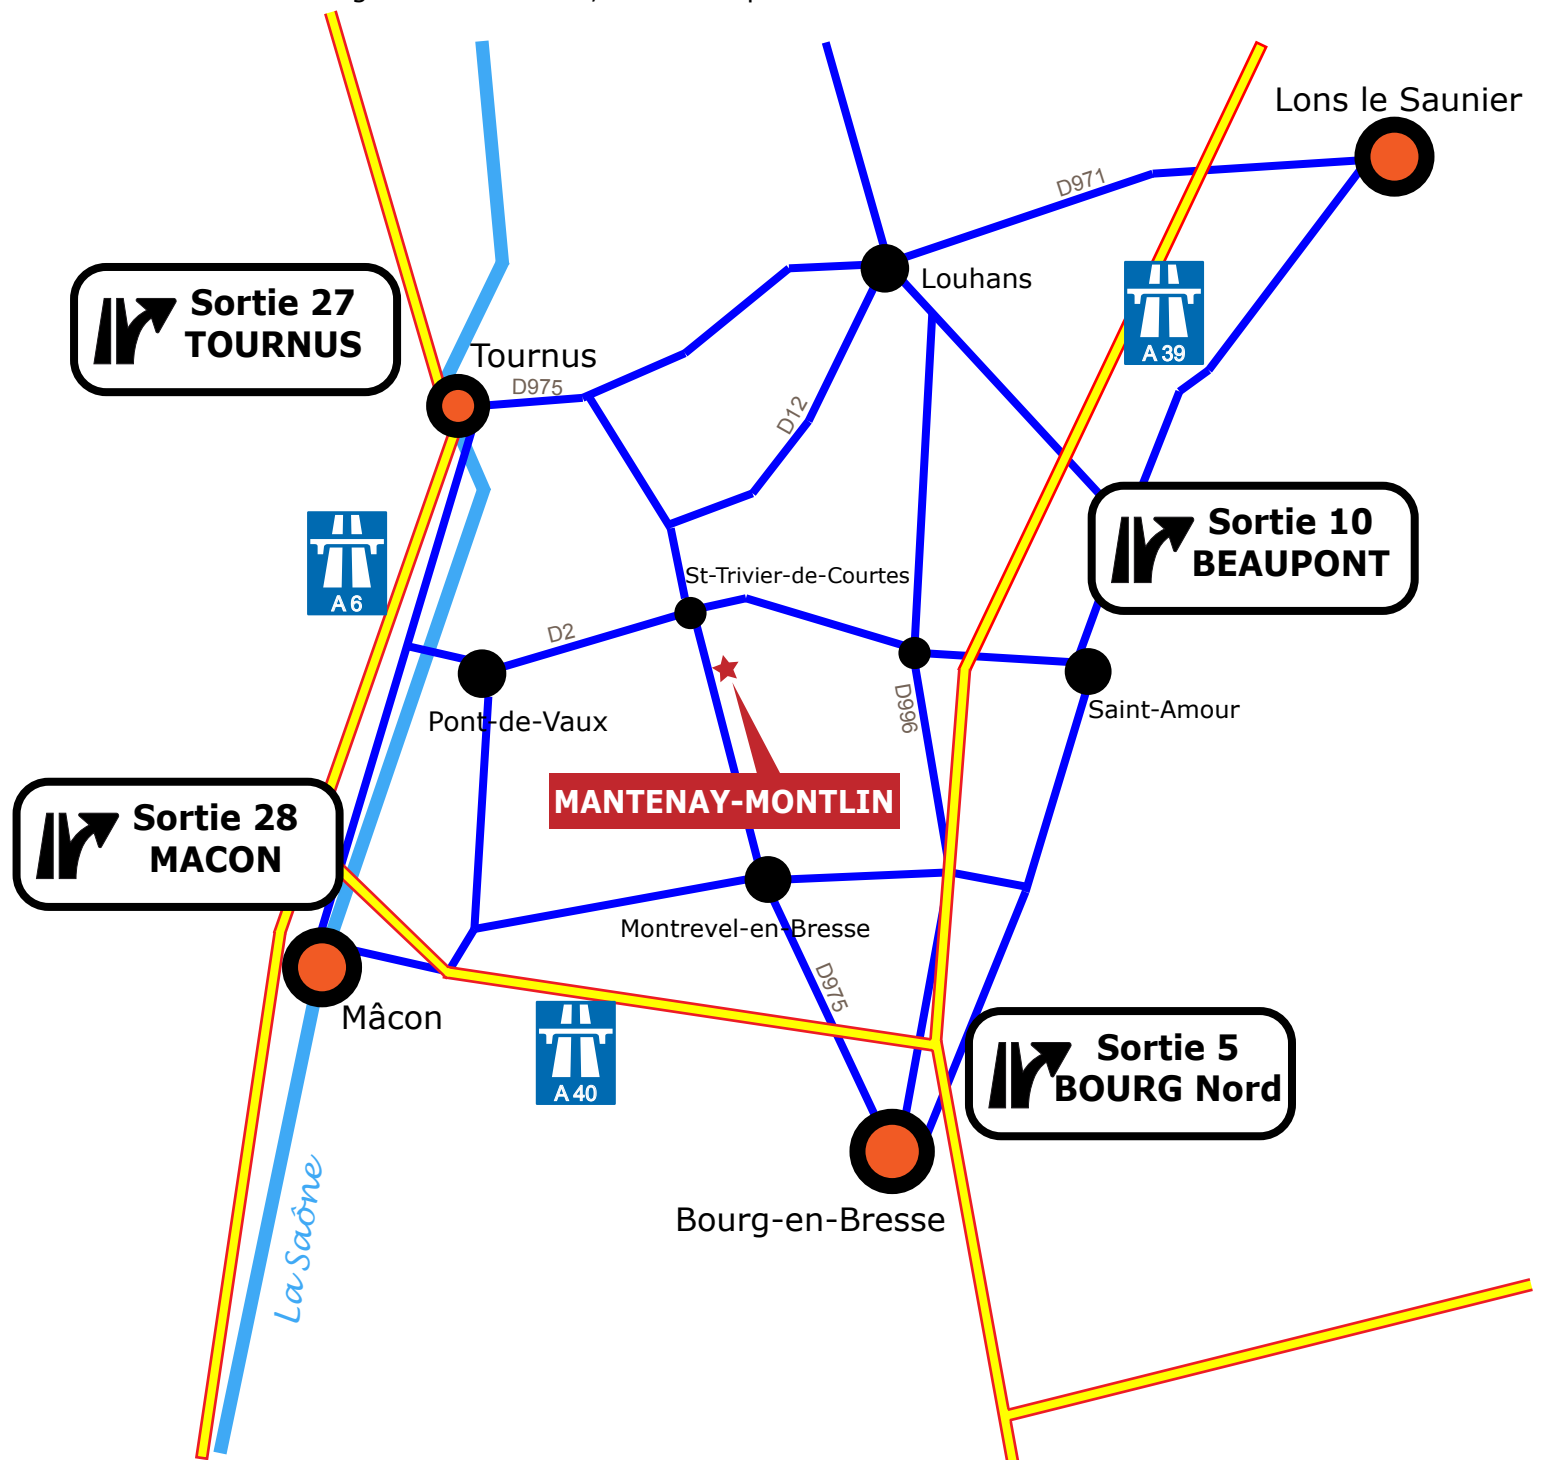 Lons le Saunier
D971
Louhans
Sortie 27
TOURNUS
Tournus
D975
A 39
D12
Sortie 10
BEAUPONT
A 6
St-Trivier-de-Courtes
D2
Pont-de-Vaux
D996
Saint-Amour
MANTENAY-MONTLIN
Sortie 28
MACON
Montrevel-en-Bresse
D975
Mâcon
A 40
Sortie 5
BOURG Nord
La Saône
Bourg-en-Bresse